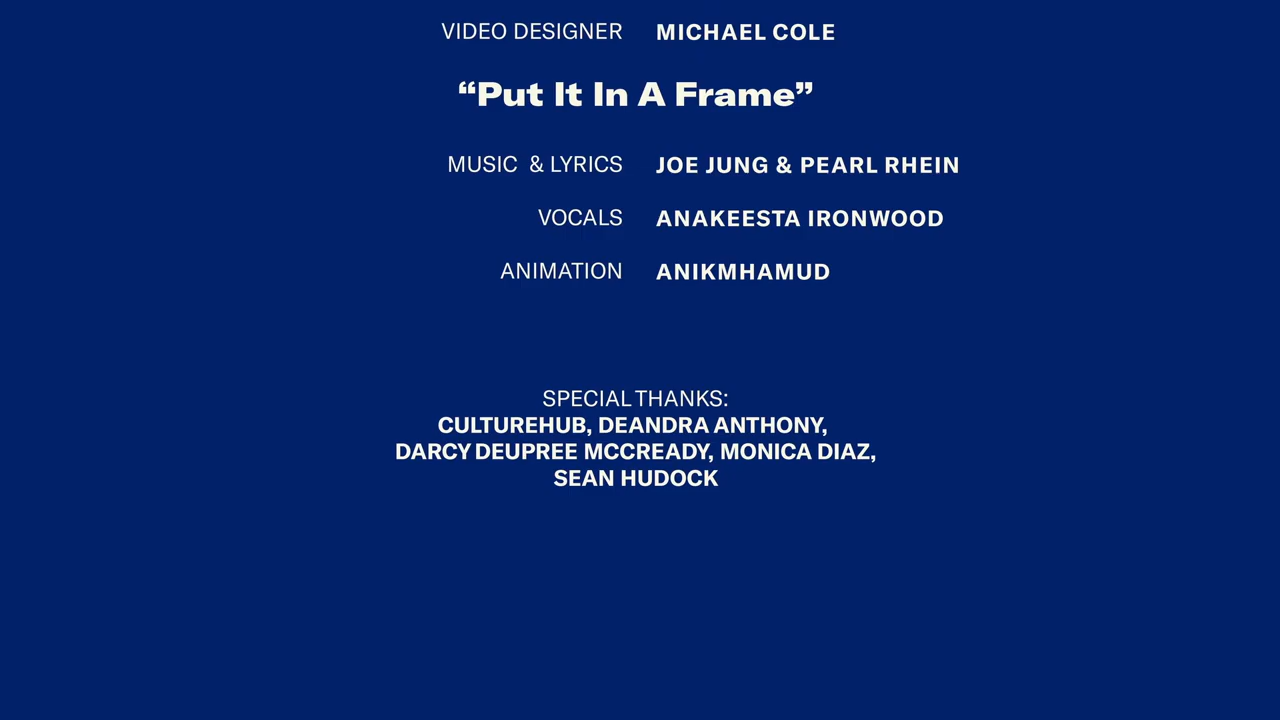 VIDEO DESIGNER MICHAEL COLE
“Put It In A Frame”
MUSIC & LYRICS JOE JUNG & PEARL RHEIN
VOCALS ANAKEESTA IRONWOOD
ANIMATION ANIKMHAMUD
SPECIAL THANKS:
CULTUREHUB, DEANDRA ANTHONY,
DARCY DEUPREE MCCREADY, MONICA DIAZ,
SEAN HUDOCK